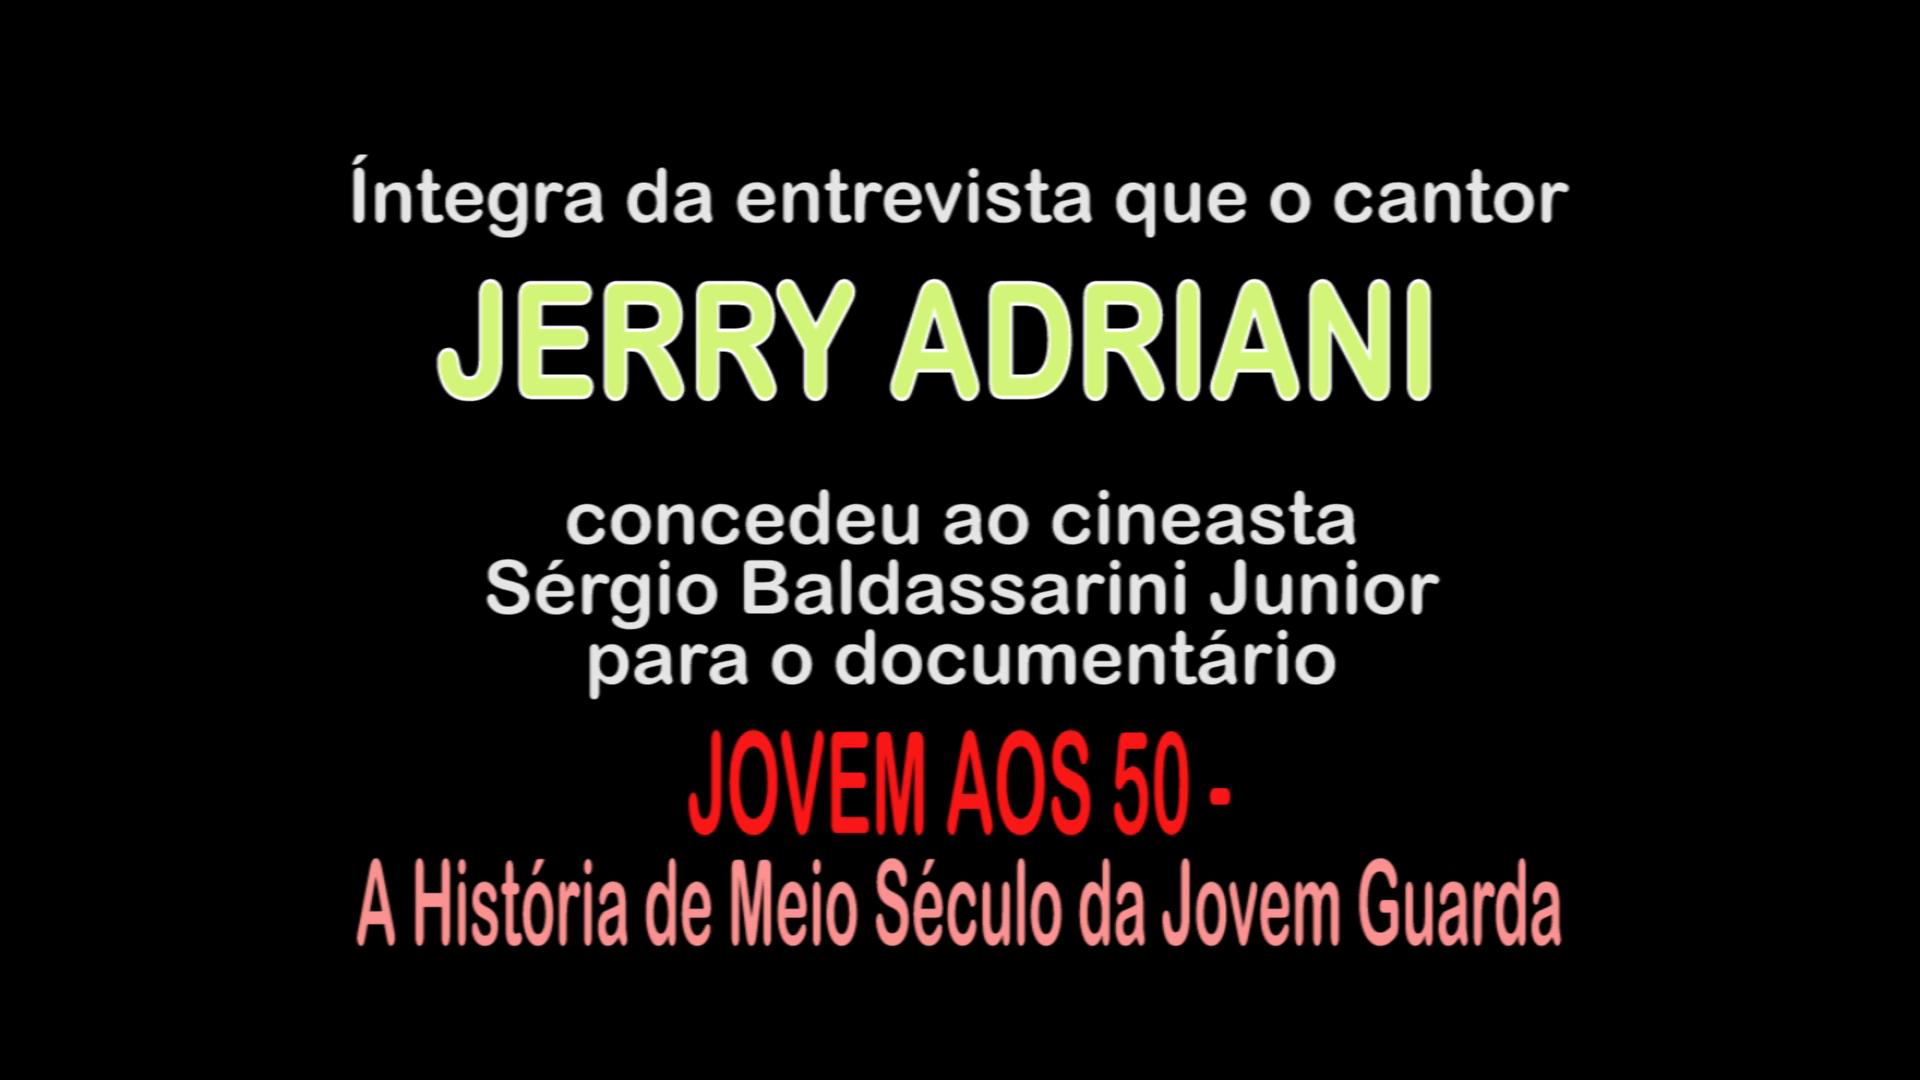 Íntegra da entrevista que o cantor
JERRY ADRIANI
concedeu ao cineasta
Sérgio Baldassarini Junior
para o documentário
JOVEM AOS 50 -
A História de Meio Século da Jovem Guarda